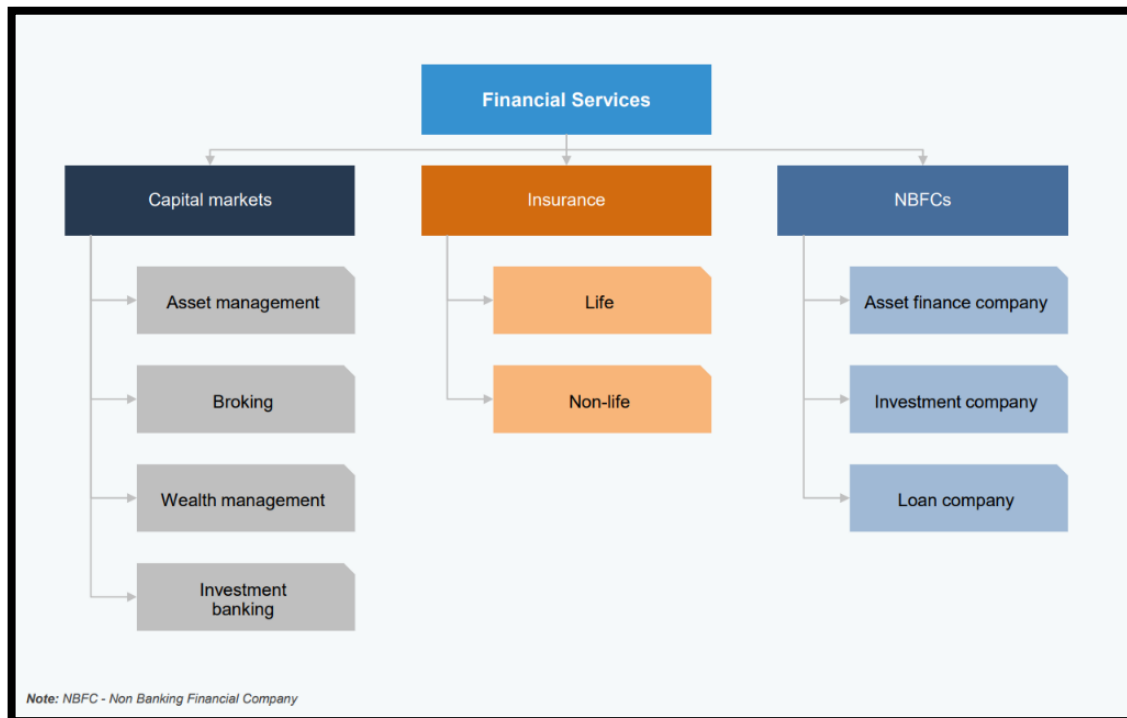 Financial Services
Capital markets
Insurance
NBFCs
Asset management
Life
Asset finance company
Broking
Non-life
Investment company
Wealth management
Loan company
Investment
banking
Note: NBFC - Non Banking Financial Company